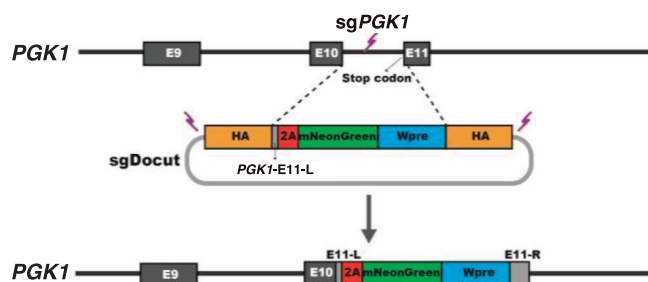 sgPGK1
PGK1 E9 E10 E11
Stop codon
HA 2A mNeonGreen Wpre HA
sgDocut
PGK1-E11-L
E11-L E11-R
PGK1 E9 E10 2A mNeonGreen Wpre